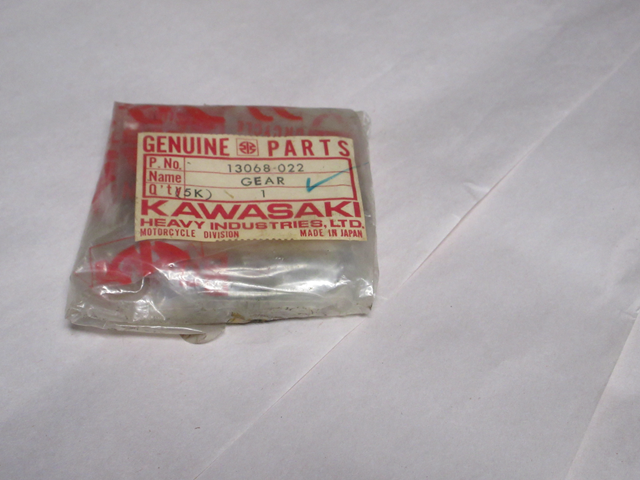 GENUINE PARTS
P. No. 13068-022
Name GEAR
Q'ty (5K) 1
KAWASAKI
HEAVY INDUSTRIES, LTD.
MOTORCYCLE DIVISION MADE IN JAPAN